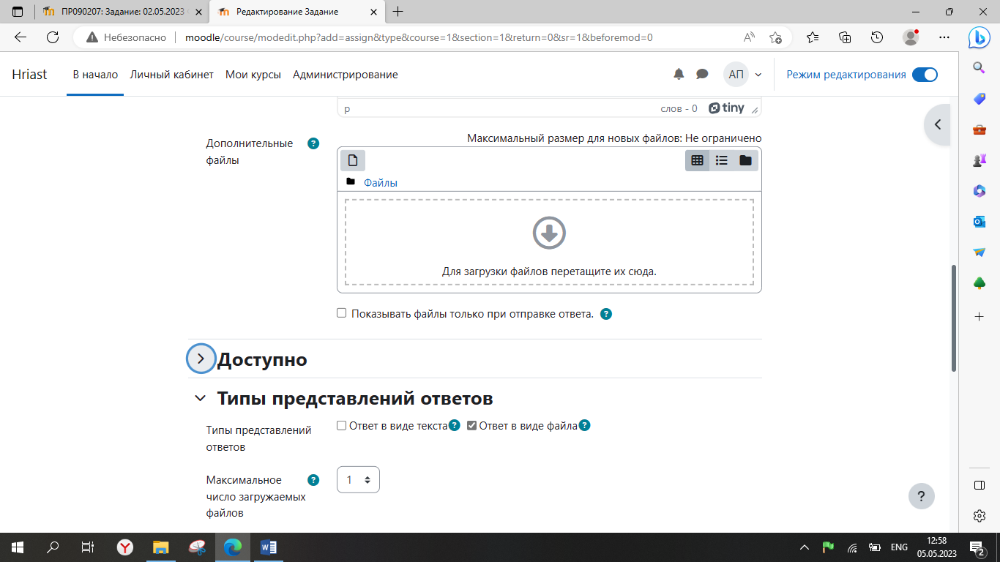 ПР090207: Задание: 02.05.2023
Редактирование Задание
Небезопасно
moodle/course/modedit.php?add=assign&type&course=1&section=1&return=0&sr=1&beforemod=0
Hriast
В начало
Личный кабинет
Мои курсы
Администрирование
АП
Режим редактирования
p
слов - 0
tiny
Дополнительные
файлы
Максимальный размер для новых файлов: Не ограничено
Файлы
Для загрузки файлов перетащите их сюда.
Показывать файлы только при отправке ответа.
Доступно
Типы представлений ответов
Типы представлений
ответов
Ответ в виде текста
Ответ в виде файла
Максимальное
число загружаемых
файлов
1
ENG
12:58
05.05.2023
2